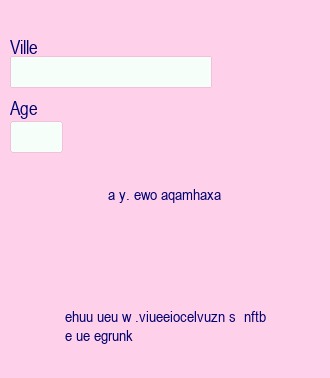 Ville
Age
a y. ewo aqamhaxa
ehuu ueu w .viueeiocelvuzn s nftb
e ue egrunk